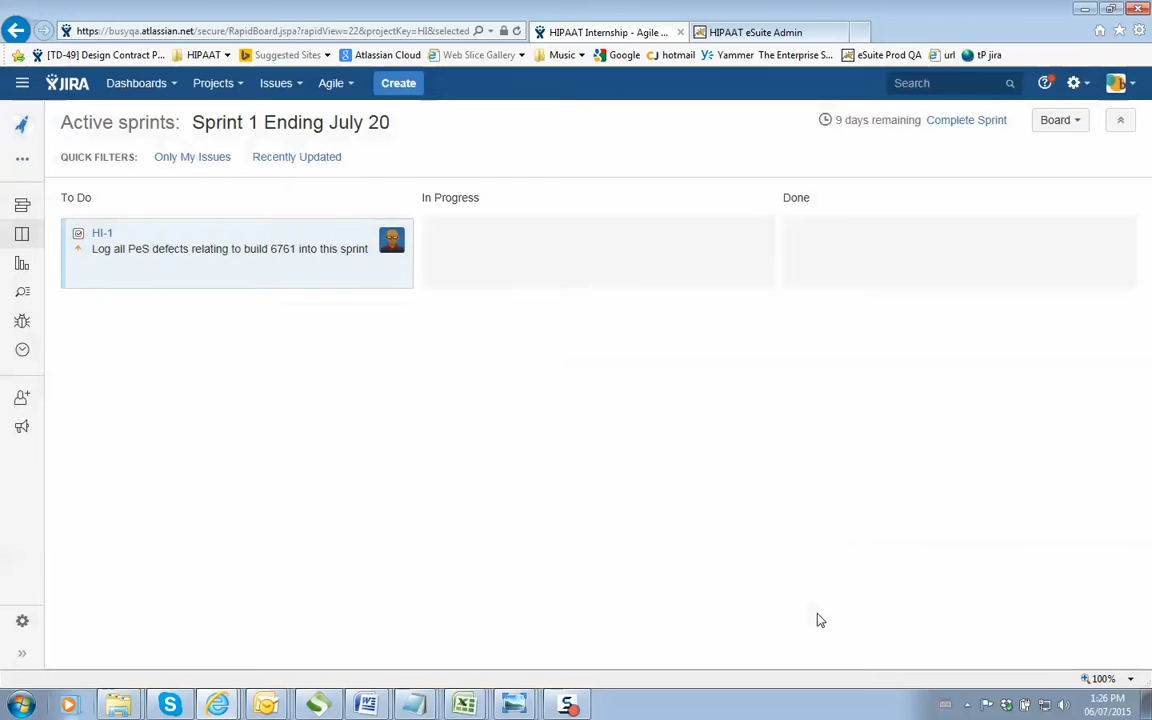 https://busyqa.atlassian.net/secure/RapidBoard.jspa?rapidView=22&projectKey=HI&selected
HIPAAT Internship - Agile ...
HIPAAT eSuite Admin
[TD-49] Design Contract P...
HIPAAT
Suggested Sites
Atlassian Cloud
Web Slice Gallery
Music
Google
hotmail
Yammer The Enterprise S...
eSuite Prod QA
url
tP jira
JIRA
Dashboards
Projects
Issues
Agile
Create
Search
Active sprints: Sprint 1 Ending July 20
9 days remaining
Complete Sprint
Board
QUICK FILTERS: Only My Issues Recently Updated
To Do
In Progress
Done
HI-1
Log all PeS defects relating to build 6761 into this sprint
100%
1:26 PM
06/07/2015